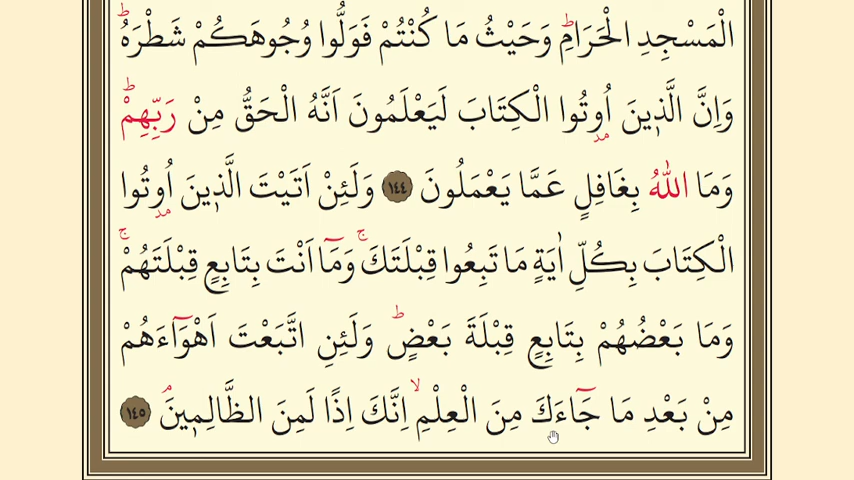 الْمَسْجِدِ الْحَرَامِۜ وَحَيْثُ مَا كُنْتُمْ فَوَلُّوا وُجُوهَكُمْ شَطْرَهُۜ
وَاِنَّ الَّذ۪ينَ اُو۫تُوا الْكِتَابَ لَيَعْلَمُونَ اَنَّهُ الْحَقُّ مِنْ رَبِّهِمْۜ
وَمَا اللّٰهُ بِغَافِلٍ عَمَّا يَعْمَلُونَ ﴿١٤٤﴾ وَلَئِنْ اَتَيْتَ الَّذ۪ينَ اُو۫تُوا
الْكِتَابَ بِكُلِّ اٰيَةٍ مَا تَبِعُوا قِبْلَتَكَۚ وَمَٓا اَنْتَ بِتَابِعٍ قِبْلَتَهُمْۚ
وَمَا بَعْضُهُمْ بِتَابِعٍ قِبْلَةَ بَعْضٍۜ وَلَئِنِ اتَّبَعْتَ اَهْوَٓاءَهُمْ
مِنْ بَعْدِ مَا جَٓاءَكَ مِنَ الْعِلْمِۙ اِنَّكَ اِذًا لَمِنَ الظَّالِم۪ينَۢ ﴿١٤٥﴾